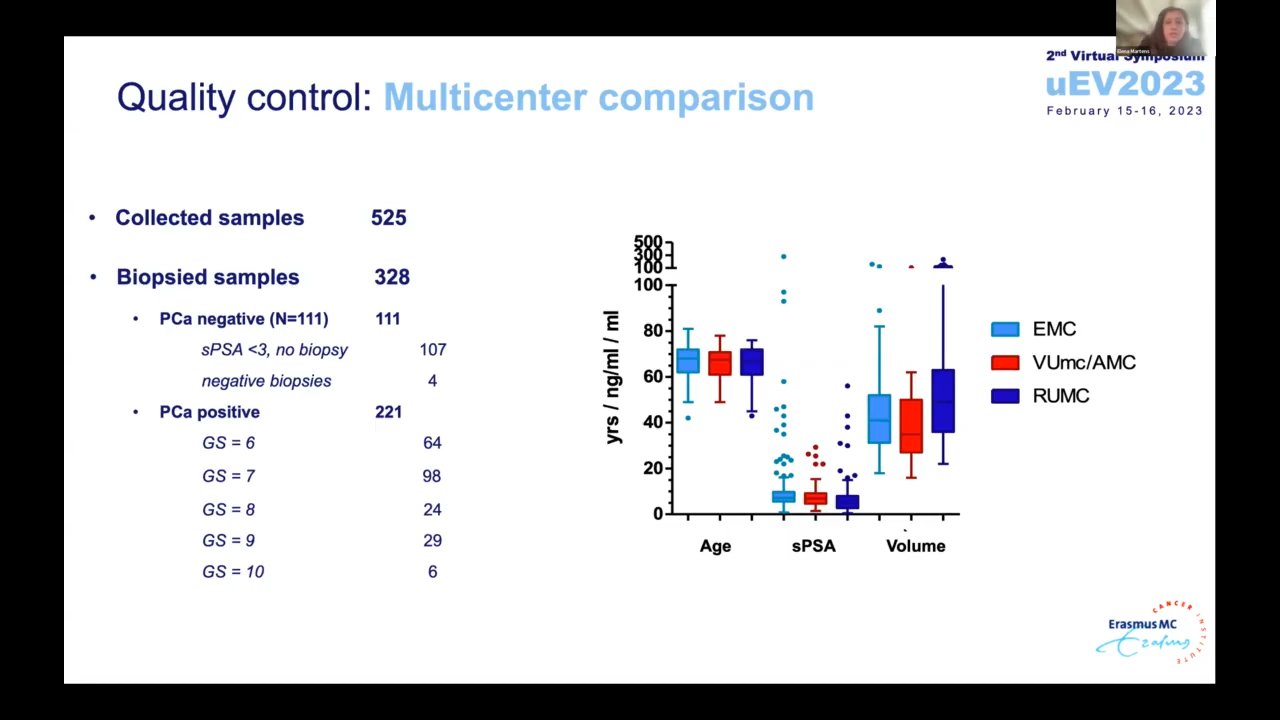 Elena Martens
2nd Virtual Symposium
uEV2023
February 15-16, 2023
Quality control: Multicenter comparison
• Collected samples 525
• Biopsied samples 328
• PCa negative (N=111) 111
sPSA <3, no biopsy 107
negative biopsies 4
• PCa positive 221
GS = 6 64
GS = 7 98
GS = 8 24
GS = 9 29
GS = 10 6
yrs / ng/ml / ml
500
300
100
100
80
60
40
20
0
Age sPSA Volume
EMC
VUmc/AMC
RUMC
Erasmus MC
CANCER INSTITUTE
Erasmus